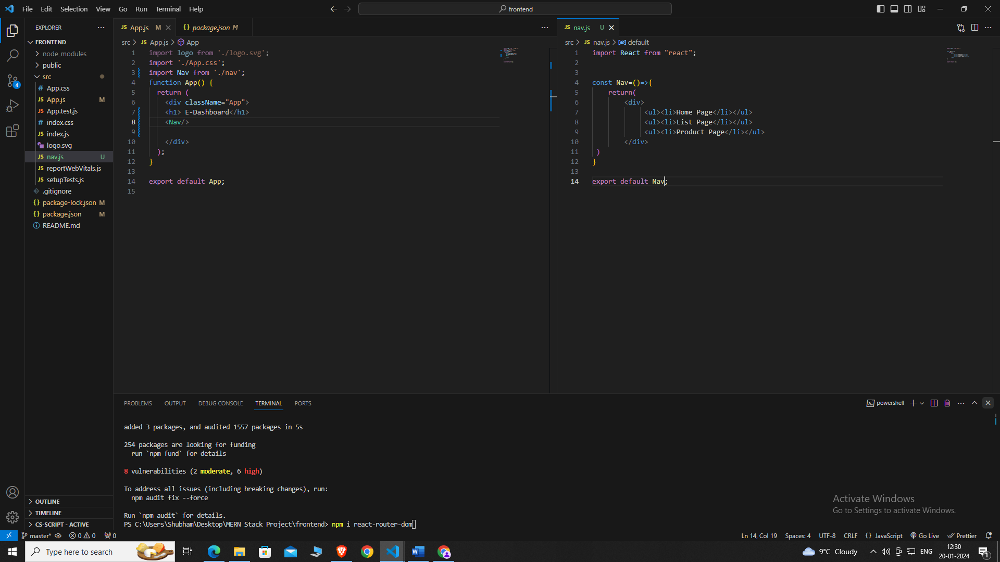 File Edit Selection View Go Run Terminal Help
frontend
EXPLORER
FRONTEND
node_modules
public
src
# App.css
JS App.js M
JS App.test.js
# index.css
JS index.js
logo.svg
JS nav.js U
JS reportWebVitals.js
JS setupTests.js
.gitignore
{} package-lock.json M
{} package.json M
README.md
OUTLINE
TIMELINE
CS-SCRIPT - ACTIVE
JS App.js M
{} package.json M
src > JS App.js > App
1 import logo from './logo.svg';
2 import './App.css';
3 import Nav from './nav';
4 function App() {
5 return (
6 <div className="App">
7 <h1> E-Dashboard</h1>
8 <Nav/>
9
10 </div>
11 );
12 }
13
14 export default App;
15
JS nav.js U
src > JS nav.js > default
1 import React from "react";
2
3
4 const Nav=()=>{
5 return(
6 <div>
7 <ul><li>Home Page</li></ul>
8 <ul><li>List Page</li></ul>
9 <ul><li>Product Page</li></ul>
10 </div>
11 )
12 }
13
14 export default Nav;
PROBLEMS OUTPUT DEBUG CONSOLE TERMINAL PORTS
powershell
added 3 packages, and audited 1557 packages in 5s
254 packages are looking for funding
run `npm fund` for details
8 vulnerabilities (2 moderate, 6 high)
To address all issues (including breaking changes), run:
npm audit fix --force
Run `npm audit` for details.
PS C:\Users\Shubham\Desktop\MERN Stack Project\frontend> npm i react-router-dom
Activate Windows
Go to Settings to activate Windows.
4
master* 0 0 0
Ln 14, Col 19 Spaces: 4 UTF-8 CRLF {} JavaScript Go Live Prettier
Type here to search
9°C Cloudy
ENG
12:30
20-01-2024
1